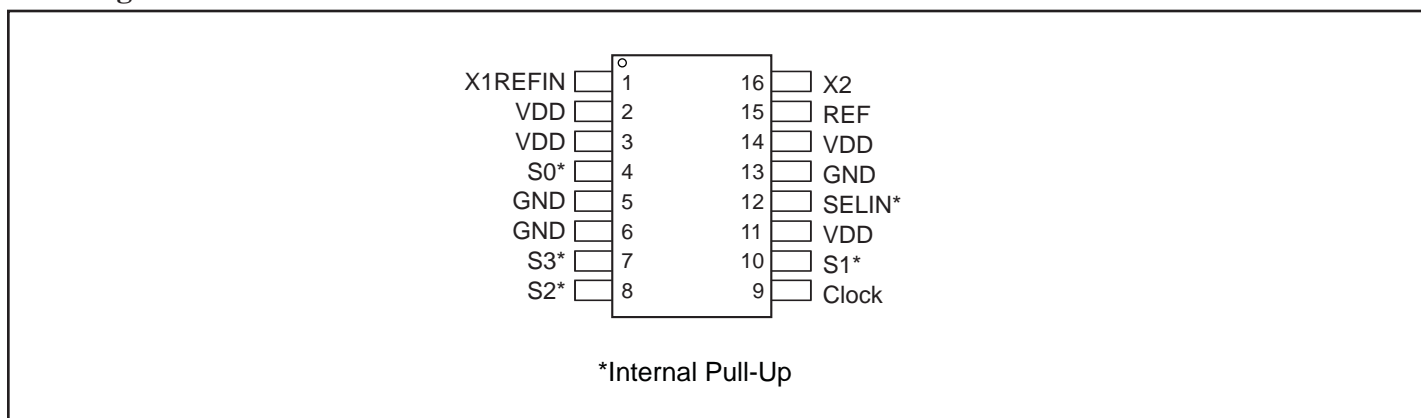 X1REFIN 1 16 X2
VDD 2 15 REF
VDD 3 14 VDD
S0* 4 13 GND
GND 5 12 SELIN*
GND 6 11 VDD
S3* 7 10 S1*
S2* 8 9 Clock
*Internal Pull-Up